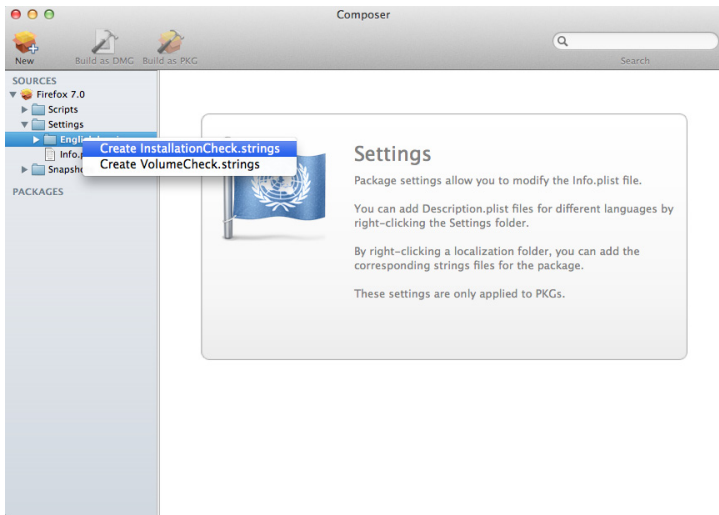 Composer
New
Build as DMG
Build as PKG
Search
SOURCES
Firefox 7.0
Scripts
Settings
Create InstallationCheck.strings
Create VolumeCheck.strings
PACKAGES
Settings
Package settings allow you to modify the Info.plist file.
You can add Description.plist files for different languages by
right-clicking the Settings folder.
By right-clicking a localization folder, you can add the
corresponding strings files for the package.
These settings are only applied to PKGs.